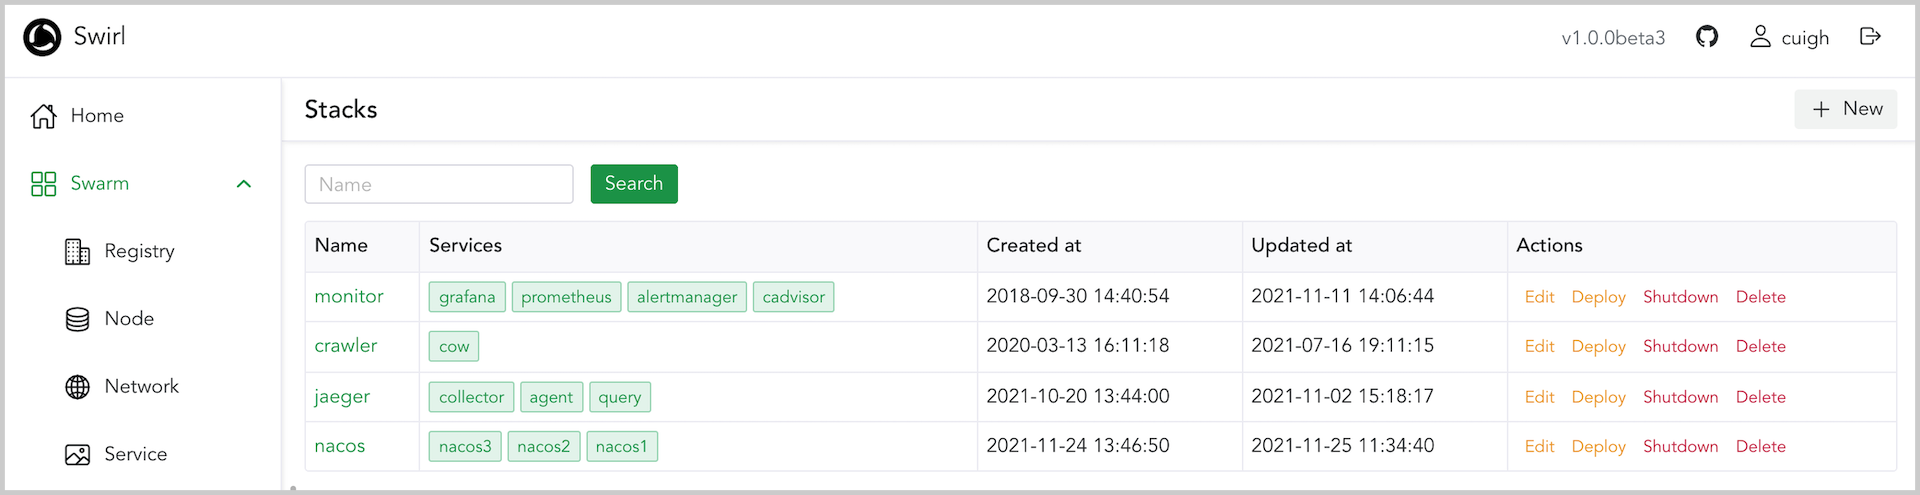 Swirl
v1.0.0beta3 cuigh
Home
Swarm
Registry
Node
Network
Service
Stacks
+ New
Name Search
Name Services Created at Updated at Actions
monitor grafana prometheus alertmanager cadvisor 2018-09-30 14:40:54 2021-11-11 14:06:44 Edit Deploy Shutdown Delete
crawler cow 2020-03-13 16:11:18 2021-07-16 19:11:15 Edit Deploy Shutdown Delete
jaeger collector agent query 2021-10-20 13:44:00 2021-11-02 15:18:17 Edit Deploy Shutdown Delete
nacos nacos3 nacos2 nacos1 2021-11-24 13:46:50 2021-11-25 11:34:40 Edit Deploy Shutdown Delete